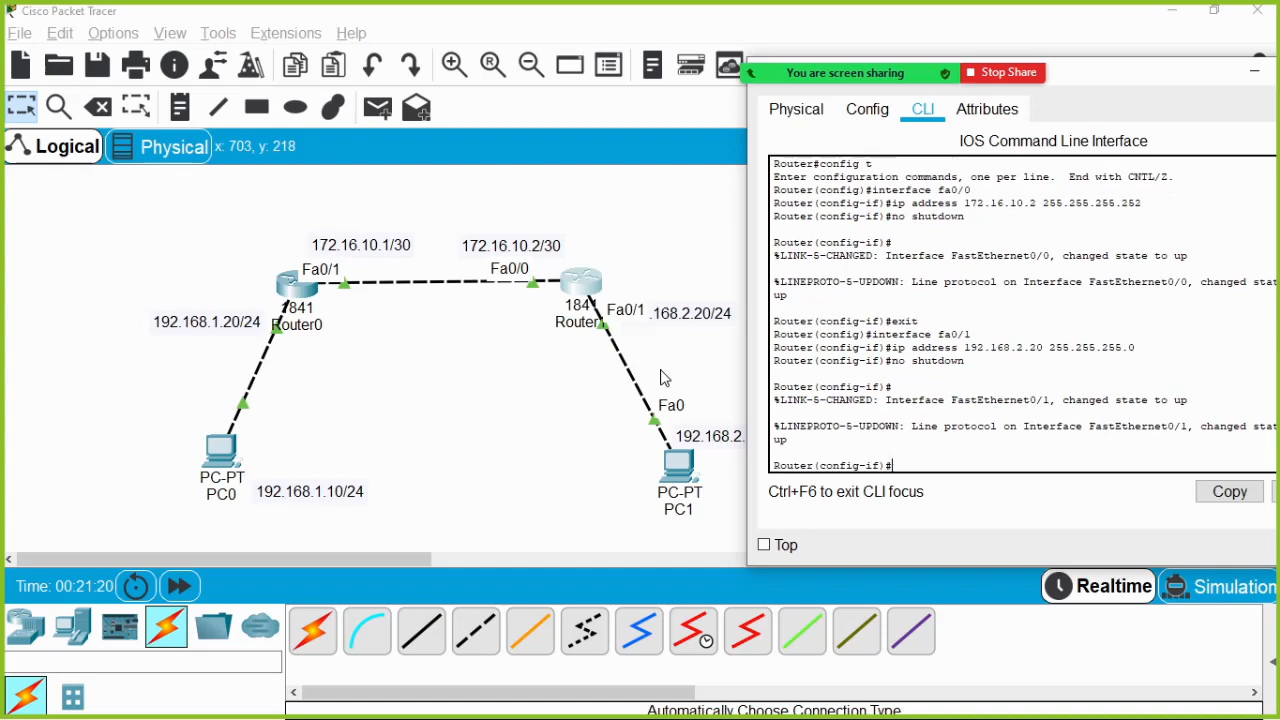 Cisco Packet Tracer
File Edit Options View Tools Extensions Help
You are screen sharing
Stop Share
Logical
Physical
x: 703, y: 218
Physical Config CLI Attributes
IOS Command Line Interface
Router#config t
Enter configuration commands, one per line. End with CNTL/Z.
Router(config)#interface fa0/0
Router(config-if)#ip address 172.16.10.2 255.255.255.252
Router(config-if)#no shutdown
Router(config-if)#
%LINK-5-CHANGED: Interface FastEthernet0/0, changed state to up
%LINEPROTO-5-UPDOWN: Line protocol on Interface FastEthernet0/0, changed stat
up
Router(config-if)#exit
Router(config)#interface fa0/1
Router(config-if)#ip address 192.168.2.20 255.255.255.0
Router(config-if)#no shutdown
Router(config-if)#
%LINK-5-CHANGED: Interface FastEthernet0/1, changed state to up
%LINEPROTO-5-UPDOWN: Line protocol on Interface FastEthernet0/1, changed stat
up
Router(config-if)#
Ctrl+F6 to exit CLI focus
Copy
Top
172.16.10.1/30
172.16.10.2/30
Fa0/1
Fa0/0
1841
Router0
192.168.1.20/24
1841
Router1
Fa0/1
.168.2.20/24
Fa0
192.168.2.
PC-PT
PC0
192.168.1.10/24
PC-PT
PC1
Time: 00:21:20
Realtime
Simulation
Automatically Choose Connection Type